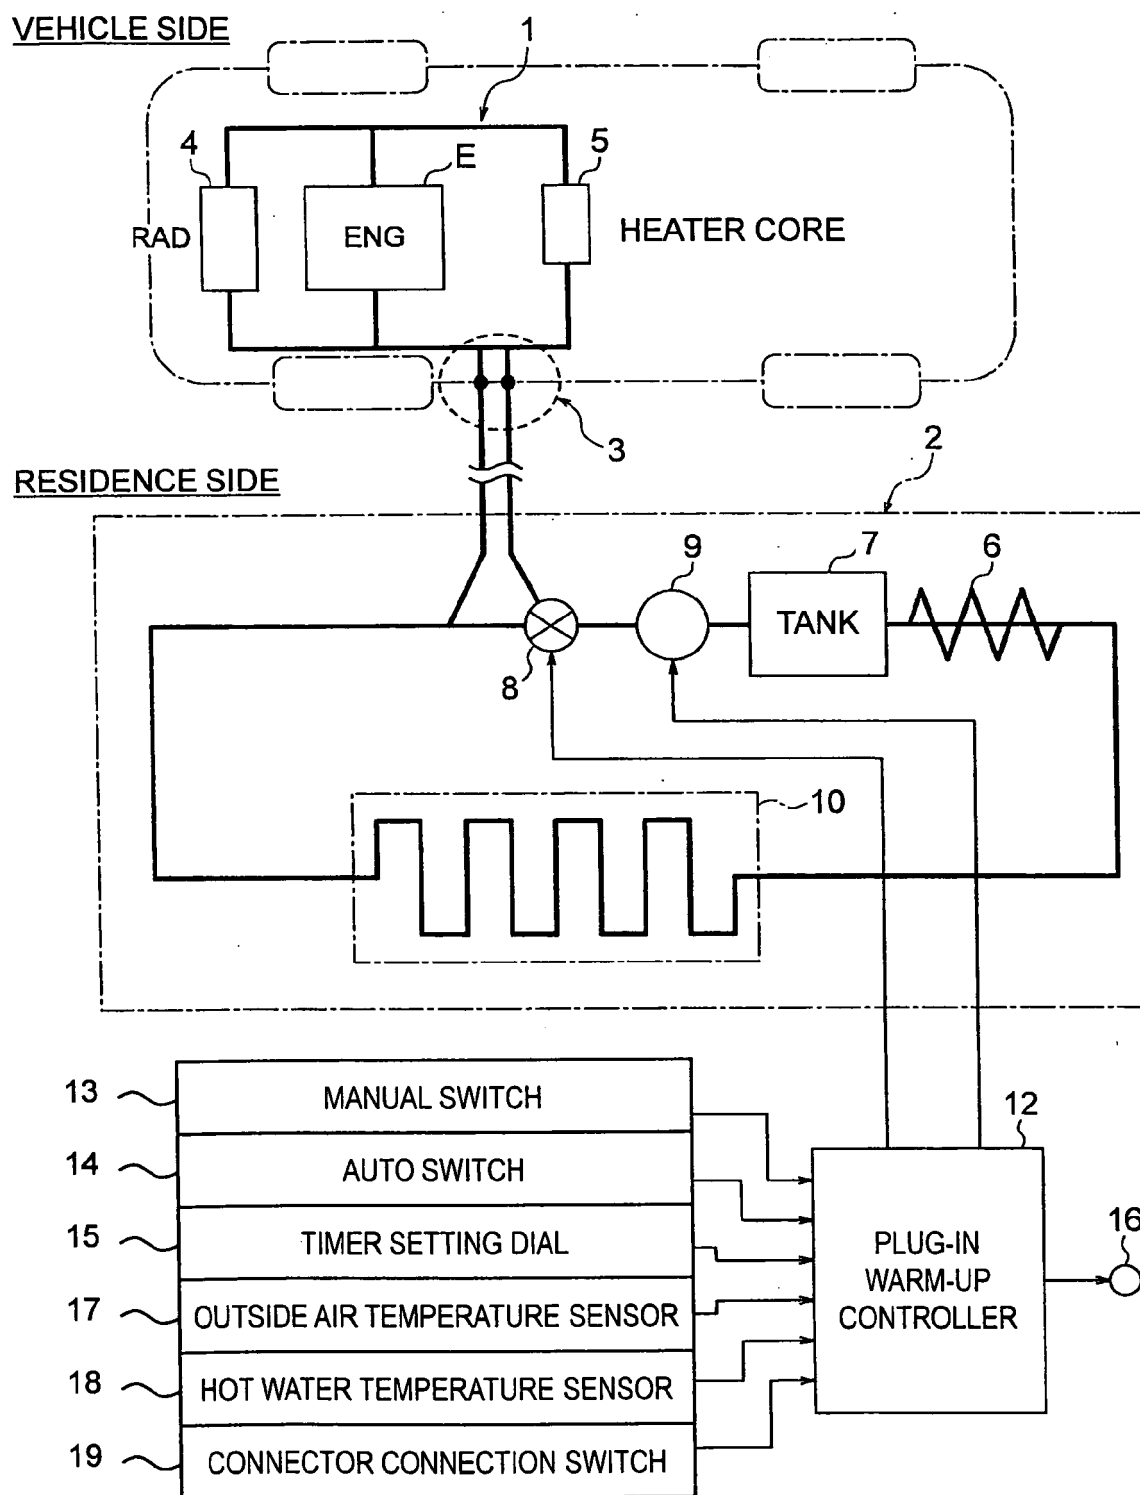 VEHICLE SIDE
1
4
E
5
RAD
ENG
HEATER CORE
3
2
RESIDENCE SIDE
9
7
6
TANK
8
10
13
MANUAL SWITCH
12
14
AUTO SWITCH
15
TIMER SETTING DIAL
16
PLUG-IN
WARM-UP
CONTROLLER
17
OUTSIDE AIR TEMPERATURE SENSOR
18
HOT WATER TEMPERATURE SENSOR
19
CONNECTOR CONNECTION SWITCH